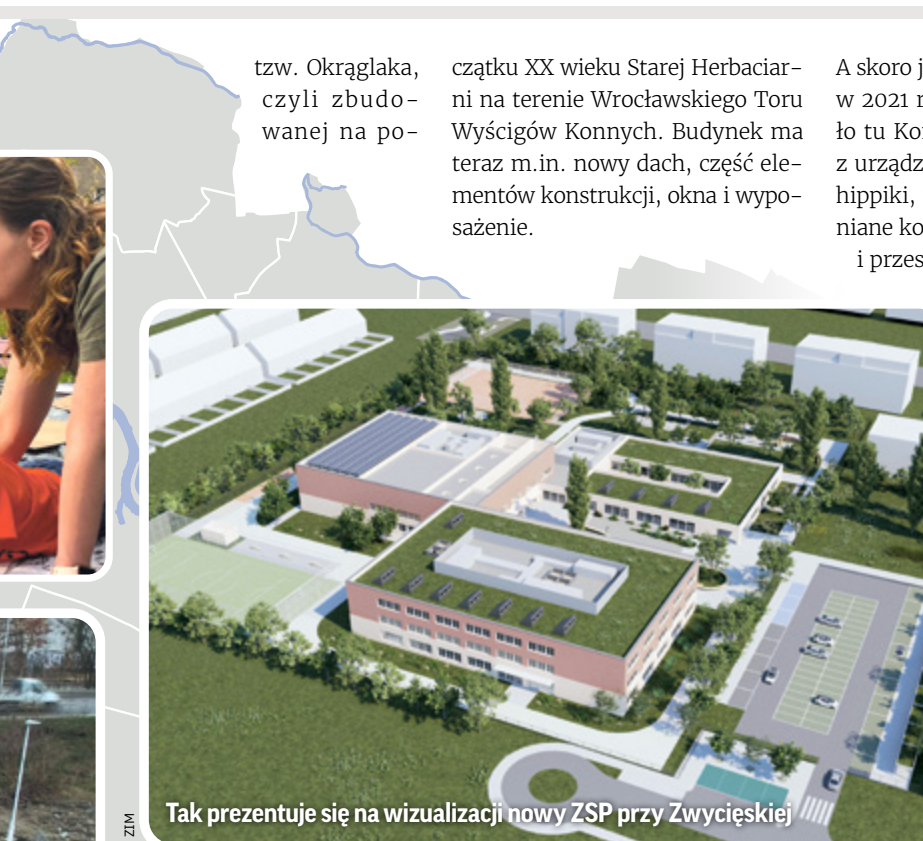 tzw. Okrąglaka,
czyli zbudo-
wanej na po-
czątku XX wieku Starej Herbaciar-
ni na terenie Wrocławskiego Toru
Wyścigów Konnych. Budynek ma
teraz m.in. nowy dach, część ele-
mentów konstrukcji, okna i wypo-
sażenie.
A skoro j
w 2021 r
ło tu Ko
z urządz
hippiki,
niane ko
i przes
Tak prezentuje się na wizualizacji nowy ZSP przy Zwycięskiej
ZIM